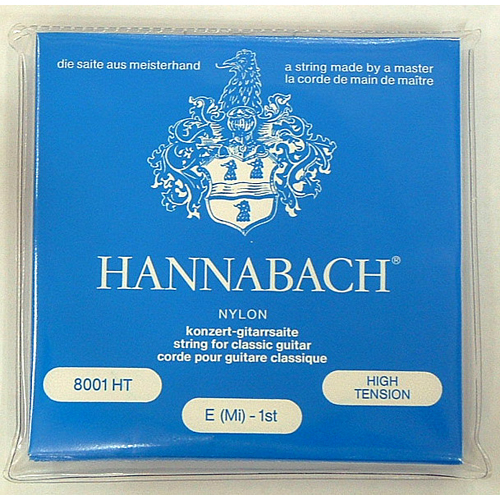 die saite aus meisterhand
a string made by a master
la corde de main de maître
HANNABACH®
NYLON
konzert-gitarrsaite
string for classic guitar
corde pour guitare classique
8001 HT
HIGH
TENSION
E (Mi) - 1st